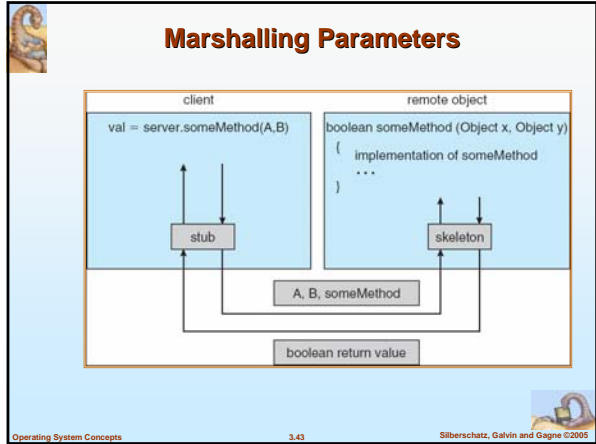 Marshalling Parameters
client
remote object
val = server.someMethod(A,B)
boolean someMethod (Object x, Object y)
{
implementation of someMethod
...
}
stub
skeleton
A, B, someMethod
boolean return value
Operating System Concepts
3.43
Silberschatz, Galvin and Gagne ©2005